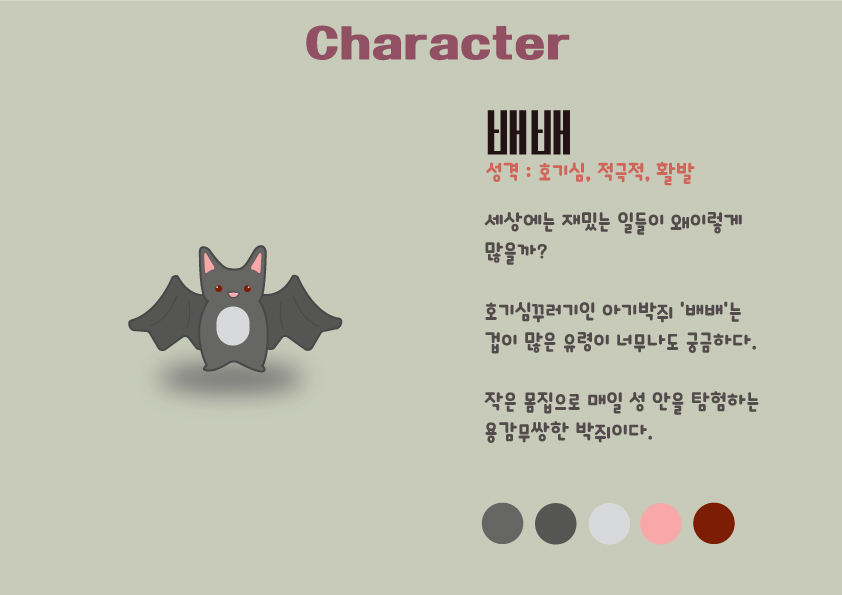 Character
배배
성격 : 호기심, 적극적, 활발
세상에는 재밌는 일들이 왜이렇게
많을까?
호기심꾸러기인 아기박쥐 '배배'는
겁이 많은 유령이 너무나도 궁금하다.
작은 몸집으로 매일 성 안을 탐험하는
용감무쌍한 박쥐이다.